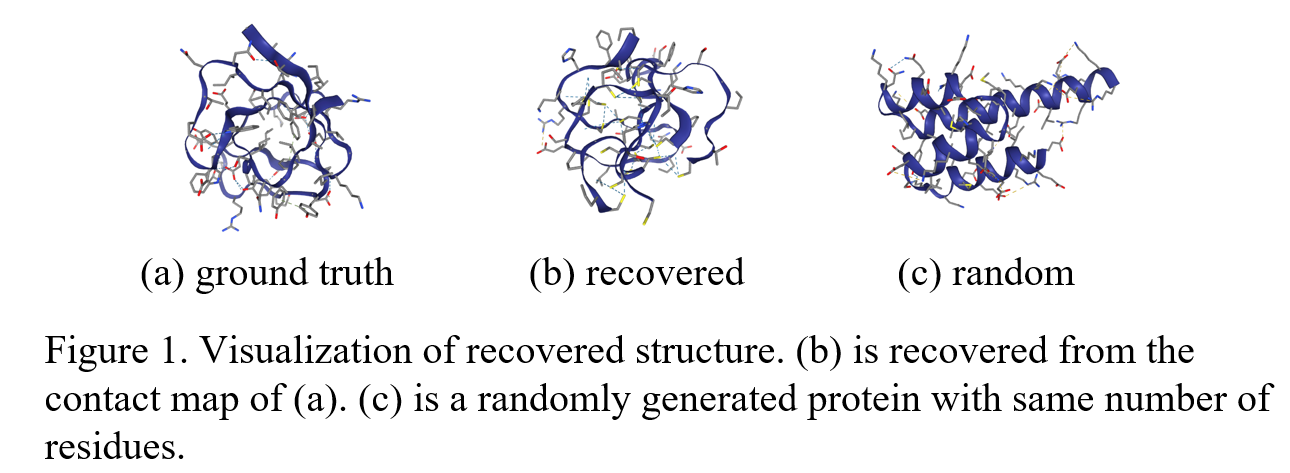 (a) ground truth
(b) recovered
(c) random
Figure 1. Visualization of recovered structure. (b) is recovered from the
contact map of (a). (c) is a randomly generated protein with same number of
residues.